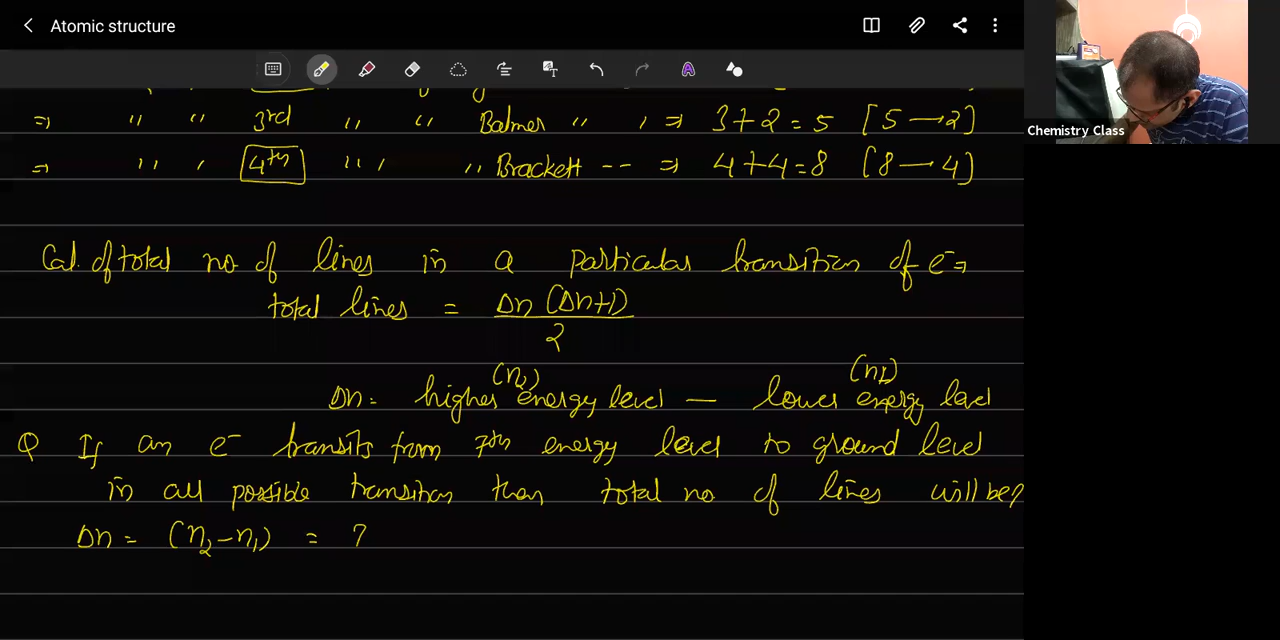 Atomic structure
⇒ " " 3rd " " Balmer " , ⇒ 3+2=5 [5—2]
⇒ " , 4th " , " Brackett -- ⇒ 4+4=8 [8—4]
Chemistry Class
Cal. of total no of lines in a particular transition of e⁻ =
total lines = Δn (Δn+1)
2
(n₂) (n₁)
Δn = higher energy level — lower energy level
Q If an e⁻ transits from 7th energy level to ground level
in all possible transition then total no of lines will be?
Δn = (n₂-n₁) = 7